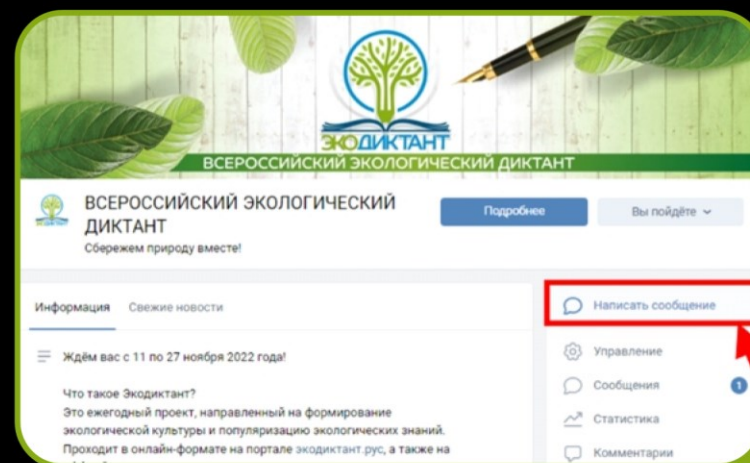 ЭКОДИКТАНТ
ВСЕРОССИЙСКИЙ ЭКОЛОГИЧЕСКИЙ ДИКТАНТ
ВСЕРОССИЙСКИЙ ЭКОЛОГИЧЕСКИЙ
ДИКТАНТ
Сбережем природу вместе!
Подробнее
Вы пойдёте
Информация Свежие новости
Ждём вас с 11 по 27 ноября 2022 года!
Что такое Экодиктант?
Это ежегодный проект, направленный на формирование
экологической культуры и популяризацию экологических знаний.
Проходит в онлайн-формате на портале экодиктант.рус, а также на
Написать сообщение
Управление
Сообщения 1
Статистика
Комментарии